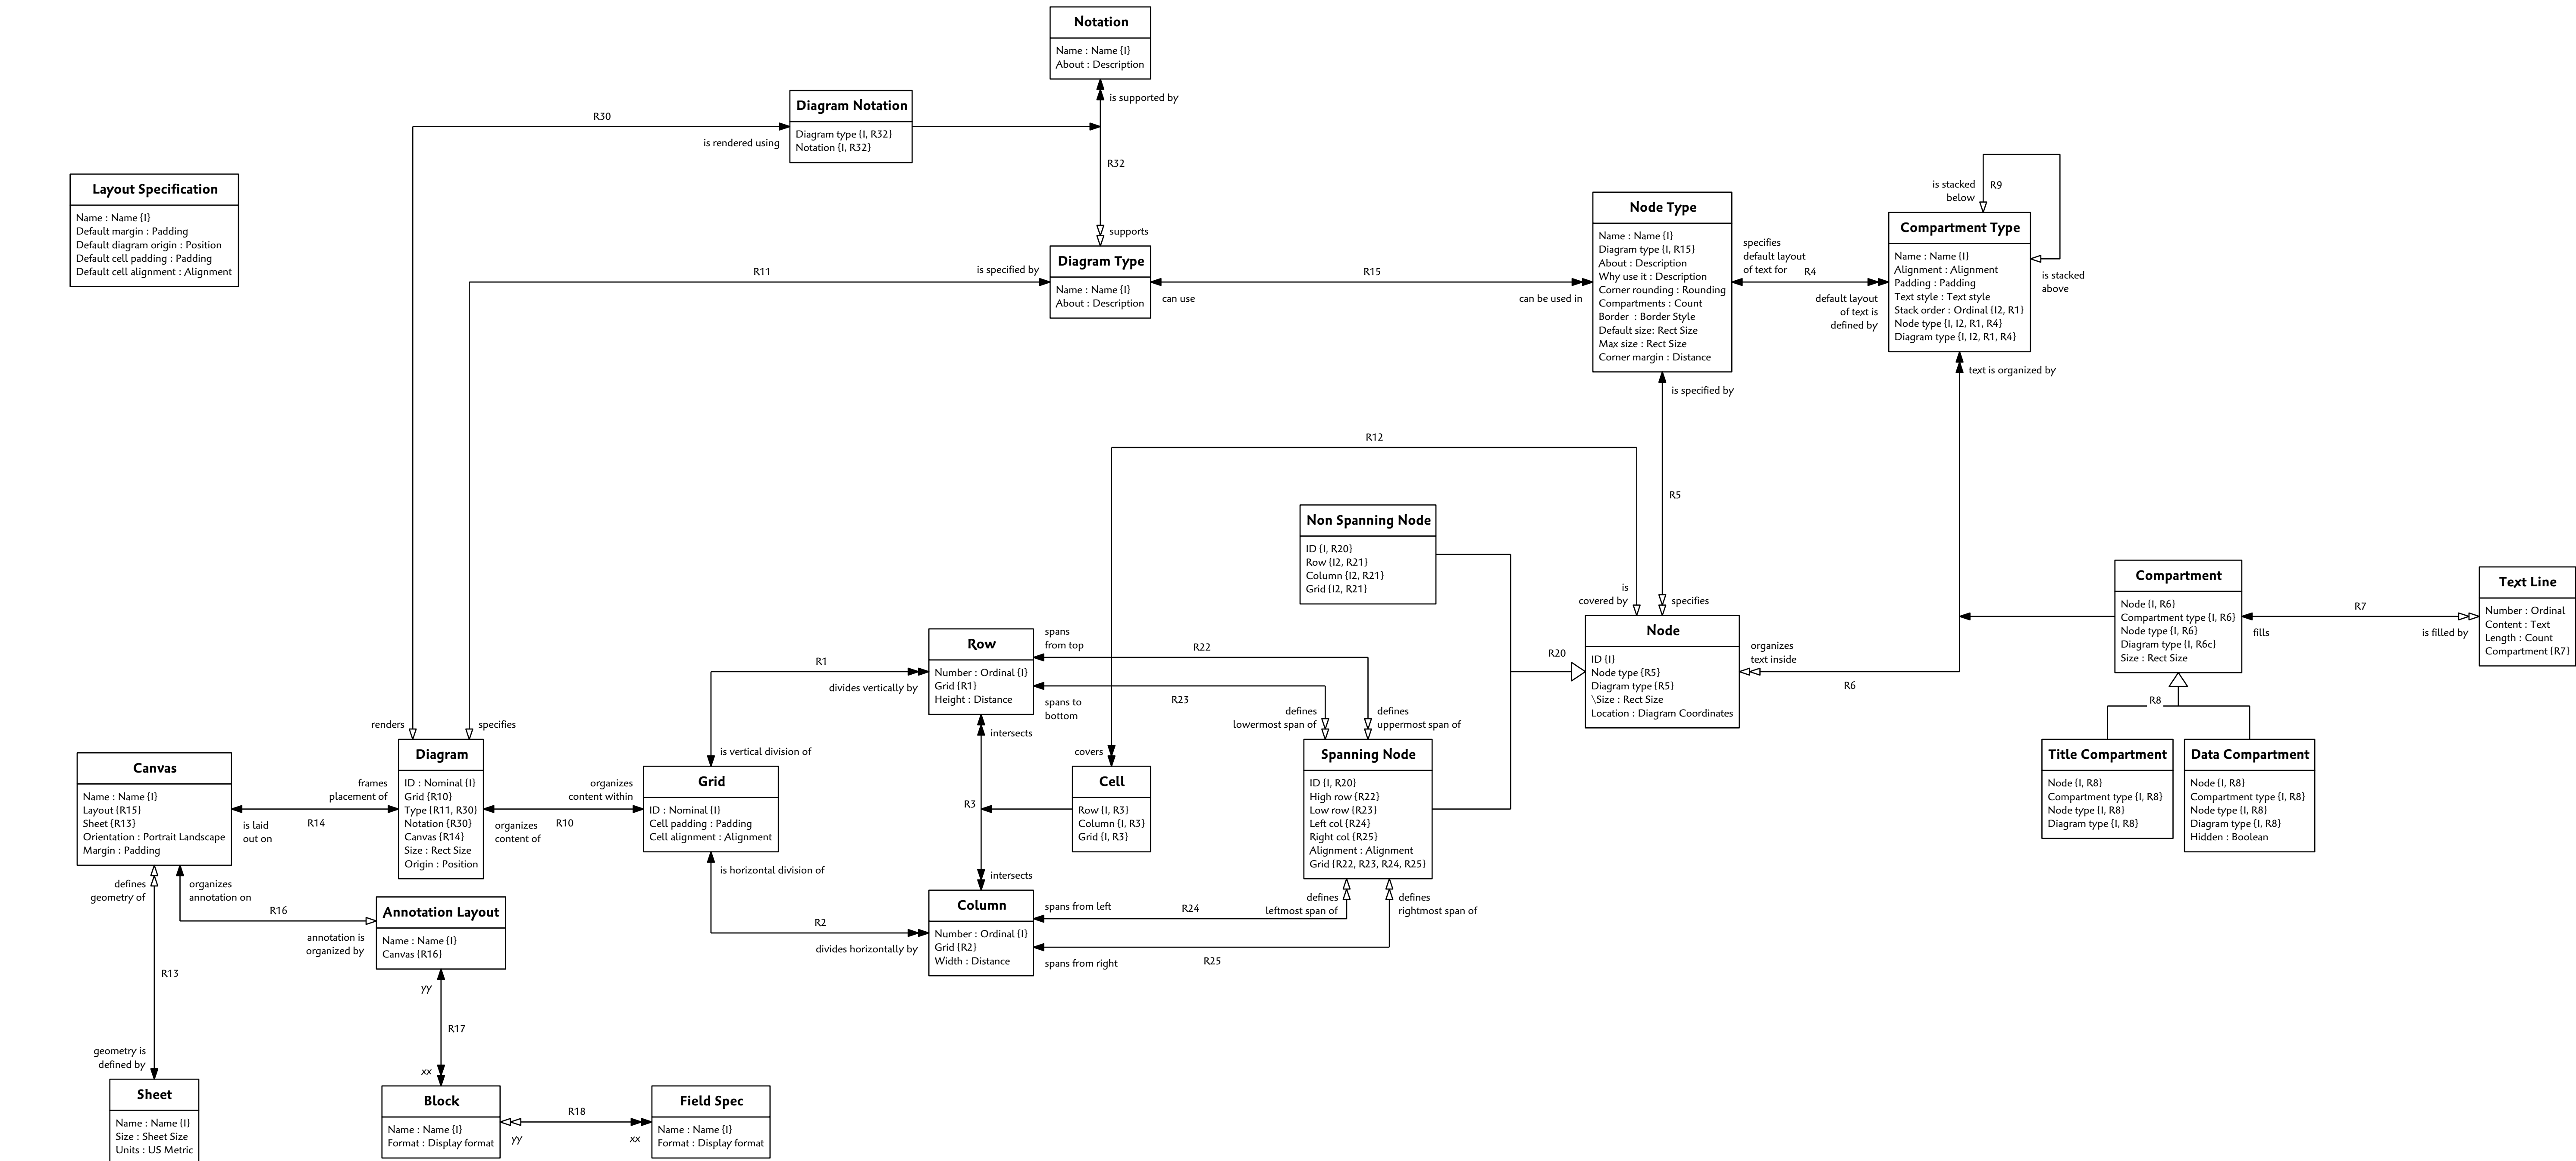 Notation
Name : Name {I}
About : Description
is supported by
Diagram Notation
Diagram type {I, R32}
Notation {I, R32}
R30
is rendered using
R32
Layout Specification
Name : Name {I}
Default margin : Padding
Default diagram origin : Position
Default cell padding : Padding
Default cell alignment : Alignment
supports
Diagram Type
Name : Name {I}
About : Description
R11
is specified by
R15
can use
can be used in
Node Type
Name : Name {I}
Diagram type {I, R15}
About : Description
Why use it : Description
Corner rounding : Rounding
Compartments : Count
Border : Border Style
Default size: Rect Size
Max size : Rect Size
Corner margin : Distance
specifies
default layout
of text for
R4
default layout
of text is
defined by
is stacked
below
R9
Compartment Type
Name : Name {I}
Alignment : Alignment
Padding : Padding
Text style : Text style
Stack order : Ordinal {I2, R1}
Node type {I, I2, R1, R4}
Diagram type {I, I2, R1, R4}
is stacked
above
text is organized by
is specified by
R12
R5
Non Spanning Node
ID {I, R20}
Row {I2, R21}
Column {I2, R21}
Grid {I2, R21}
is
covered by
specifies
Node
ID {I}
Node type {R5}
Diagram type {R5}
\Size : Rect Size
Location : Diagram Coordinates
R20
organizes
text inside
R6
Compartment
Node {I, R6}
Compartment type {I, R6}
Node type {I, R6}
Diagram type {I, R6c}
Size : Rect Size
R7
fills
is filled by
Text Line
Number : Ordinal
Content : Text
Length : Count
Compartment {R7}
R8
Title Compartment
Node {I, R8}
Compartment type {I, R8}
Node type {I, R8}
Diagram type {I, R8}
Data Compartment
Node {I, R8}
Compartment type {I, R8}
Node type {I, R8}
Diagram type {I, R8}
Hidden : Boolean
Row
Number : Ordinal {I}
Grid {R1}
Height : Distance
R1
divides vertically by
is vertical division of
spans
from top
R22
spans to
bottom
R23
defines
lowermost span of
defines
uppermost span of
intersects
covers
renders
specifies
Canvas
Name : Name {I}
Layout {R15}
Sheet {R13}
Orientation : Portrait Landscape
Margin : Padding
frames
placement of
is laid
out on
R14
Diagram
ID : Nominal {I}
Grid {R10}
Type {R11, R30}
Notation {R30}
Canvas {R14}
Size : Rect Size
Origin : Position
organizes
content within
organizes
content of
R10
Grid
ID : Nominal {I}
Cell padding : Padding
Cell alignment : Alignment
R3
Cell
Row {I, R3}
Column {I, R3}
Grid {I, R3}
Spanning Node
ID {I, R20}
High row {R22}
Low row {R23}
Left col {R24}
Right col {R25}
Alignment : Alignment
Grid {R22, R23, R24, R25}
is horizontal division of
intersects
R2
divides horizontally by
Column
Number : Ordinal {I}
Grid {R2}
Width : Distance
spans from left
R24
defines
leftmost span of
defines
rightmost span of
spans from right
R25
defines
geometry of
organizes
annotation on
R16
annotation is
organized by
Annotation Layout
Name : Name {I}
Canvas {R16}
R13
yy
R17
xx
geometry is
defined by
Sheet
Name : Name {I}
Size : Sheet Size
Units : US Metric
Block
Name : Name {I}
Format : Display format
R18
yy
xx
Field Spec
Name : Name {I}
Format : Display format